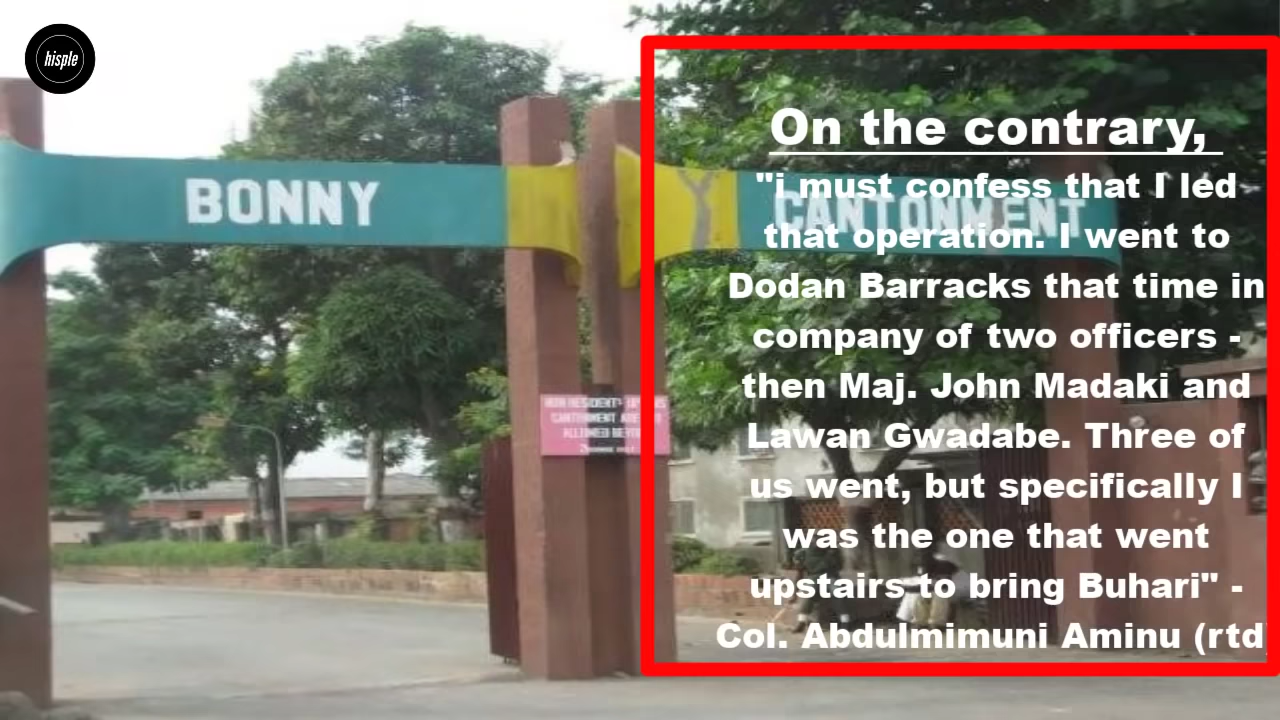 hisple
BONNY
CANTONMENT
On the contrary,
"i must confess that I led
that operation. I went to
Dodan Barracks that time in
company of two officers -
then Maj. John Madaki and
Lawan Gwadabe. Three of
us went, but specifically I
was the one that went
upstairs to bring Buhari" -
Col. Abdulmimuni Aminu (rtd)
CANTONMENT